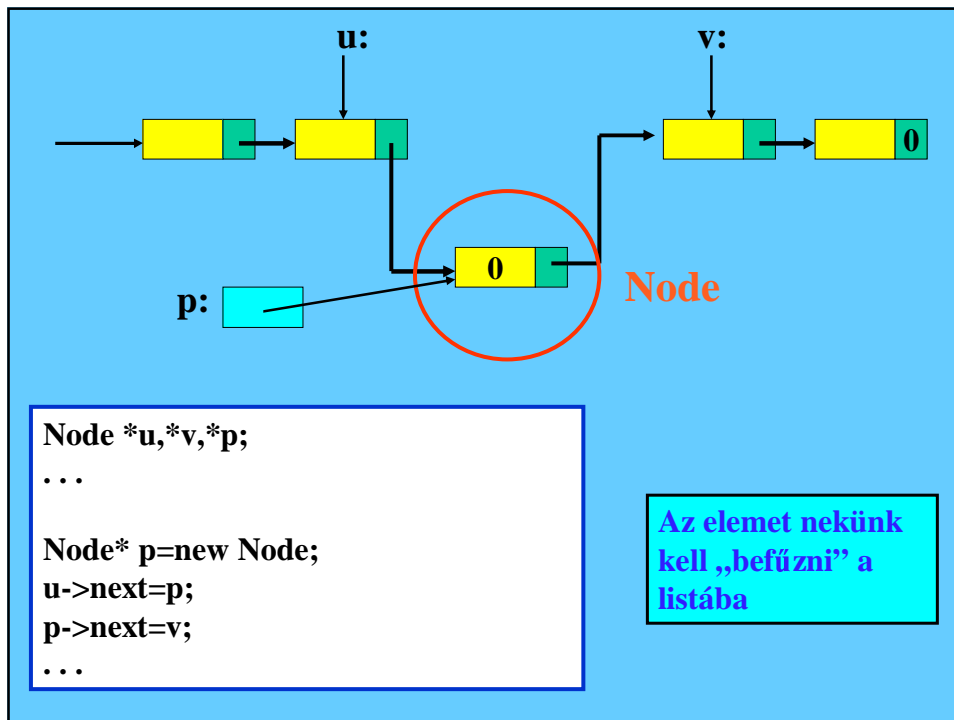 u:
v:
0
0
Node
p:
Node *u,*v,*p;
. . .
Node* p=new Node;
u->next=p;
p->next=v;
. . .
Az elemet nekünk
kell „befűzni” a
listába